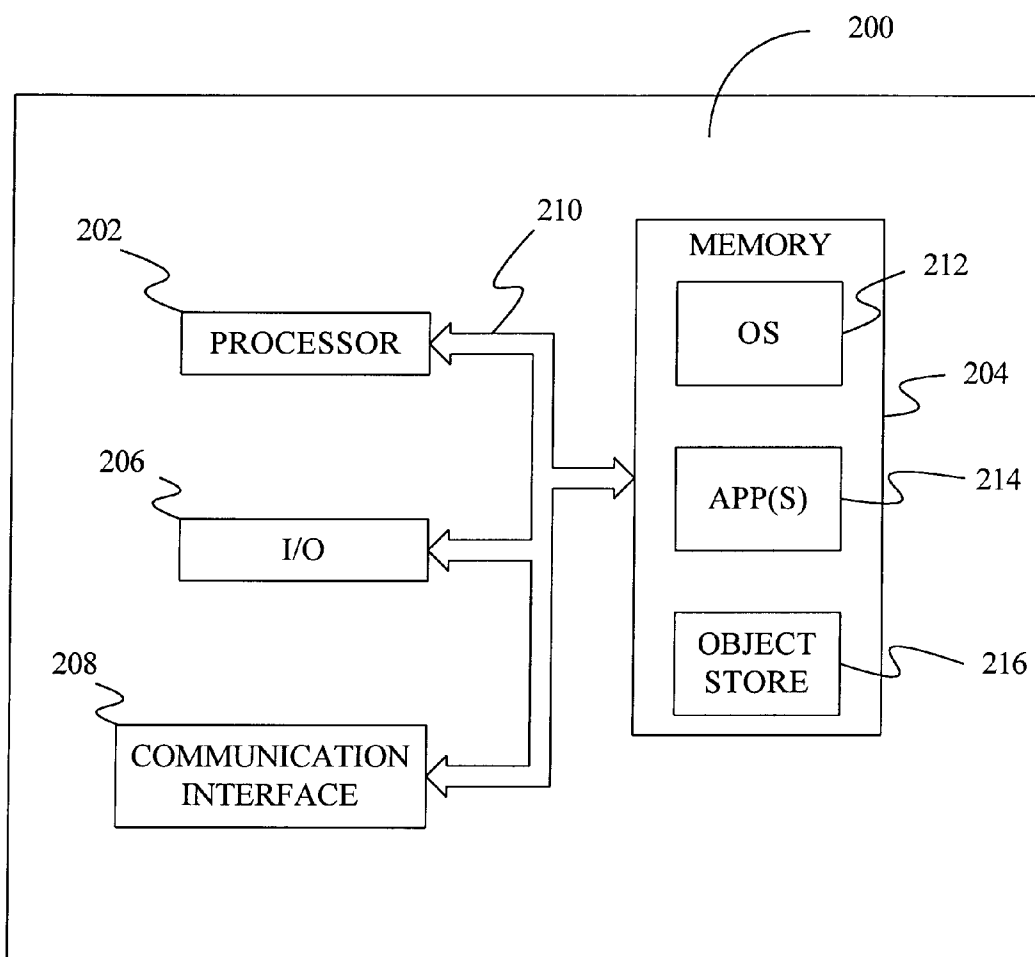 200
210
202
MEMORY
212
PROCESSOR
OS
204
206
214
APP(S)
I/O
208
OBJECT
STORE
216
COMMUNICATION
INTERFACE